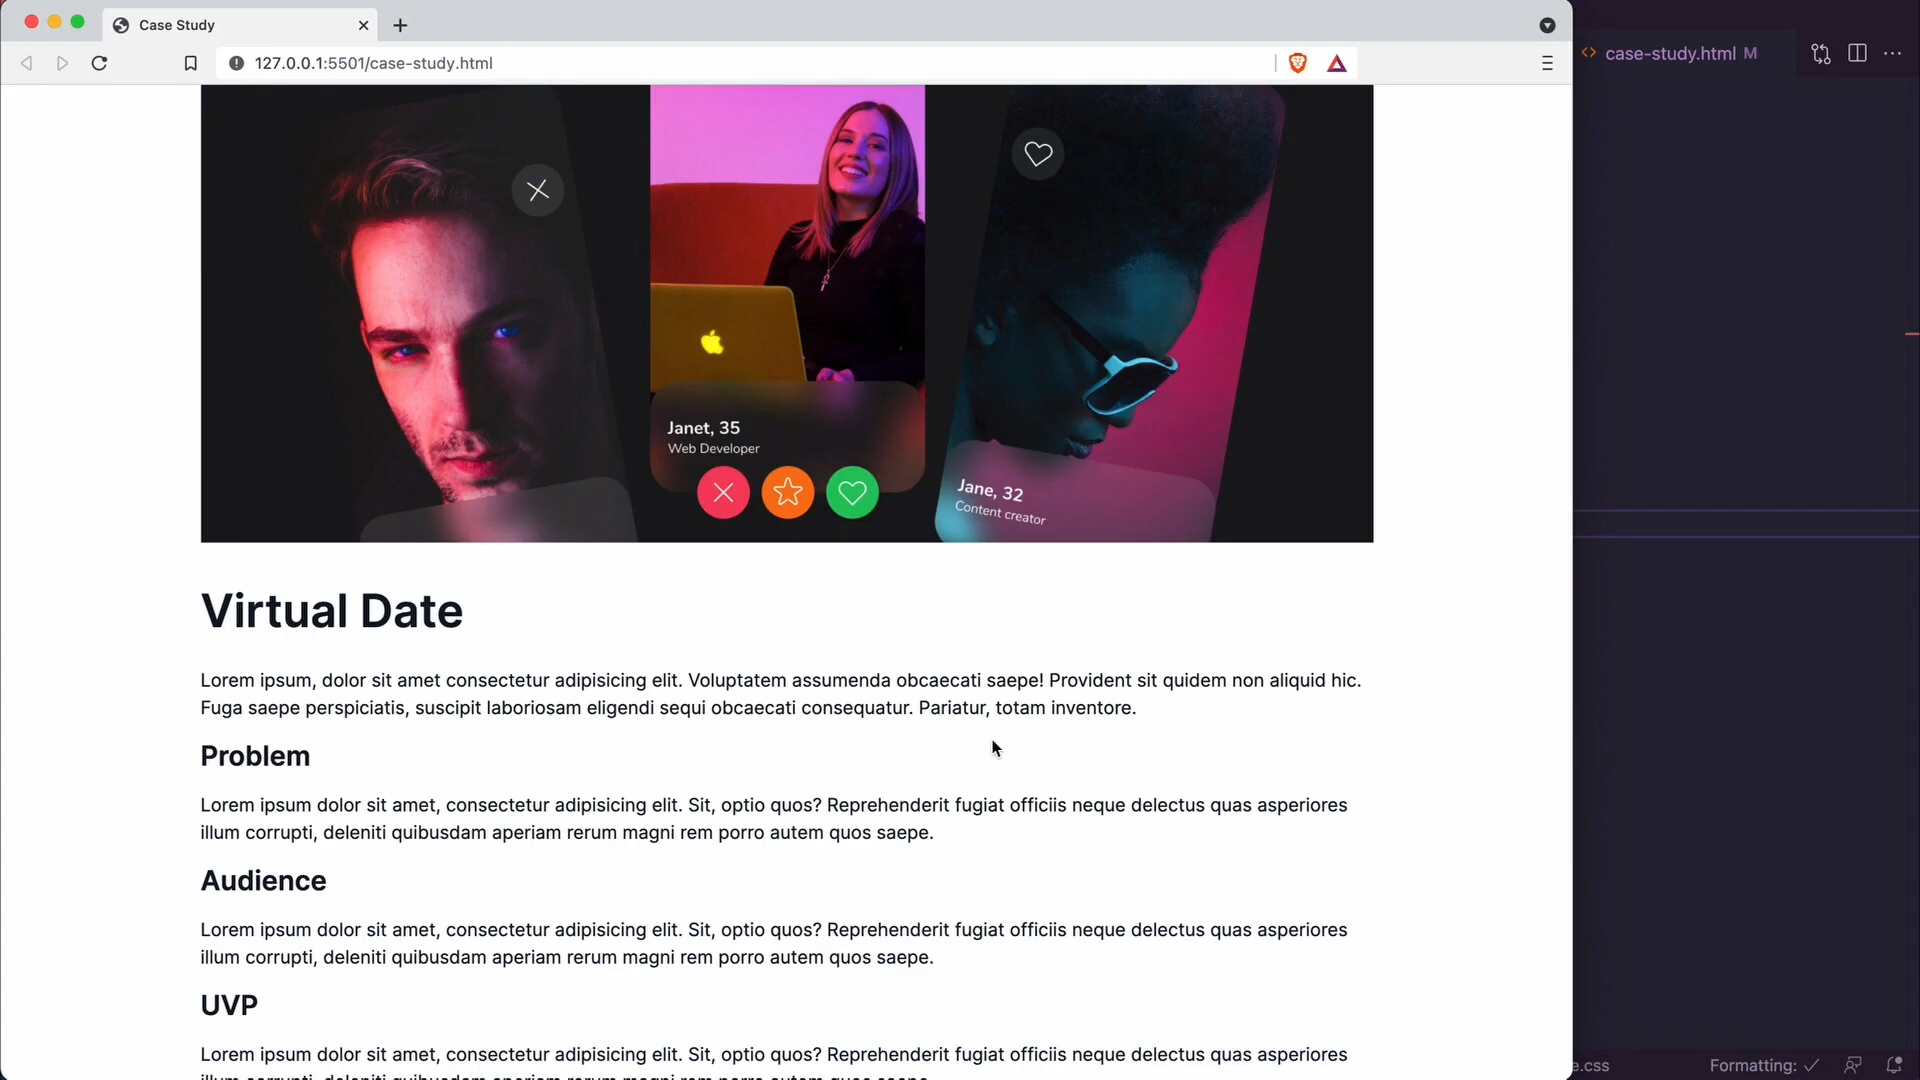 Case Study
case-study.html M
127.0.0.1:5501/case-study.html
Janet, 35
Web Developer
Jane, 32
Content creator
Virtual Date
Lorem ipsum, dolor sit amet consectetur adipisicing elit. Voluptatem assumenda obcaecati saepe! Provident sit quidem non aliquid hic.
Fuga saepe perspiciatis, suscipit laboriosam eligendi sequi obcaecati consequatur. Pariatur, totam inventore.
Problem
Lorem ipsum dolor sit amet, consectetur adipisicing elit. Sit, optio quos? Reprehenderit fugiat officiis neque delectus quas asperiores
illum corrupti, deleniti quibusdam aperiam rerum magni rem porro autem quos saepe.
Audience
Lorem ipsum dolor sit amet, consectetur adipisicing elit. Sit, optio quos? Reprehenderit fugiat officiis neque delectus quas asperiores
illum corrupti, deleniti quibusdam aperiam rerum magni rem porro autem quos saepe.
UVP
Lorem ipsum dolor sit amet, consectetur adipisicing elit. Sit, optio quos? Reprehenderit fugiat officiis neque delectus quas asperiores
e.css
Formatting: